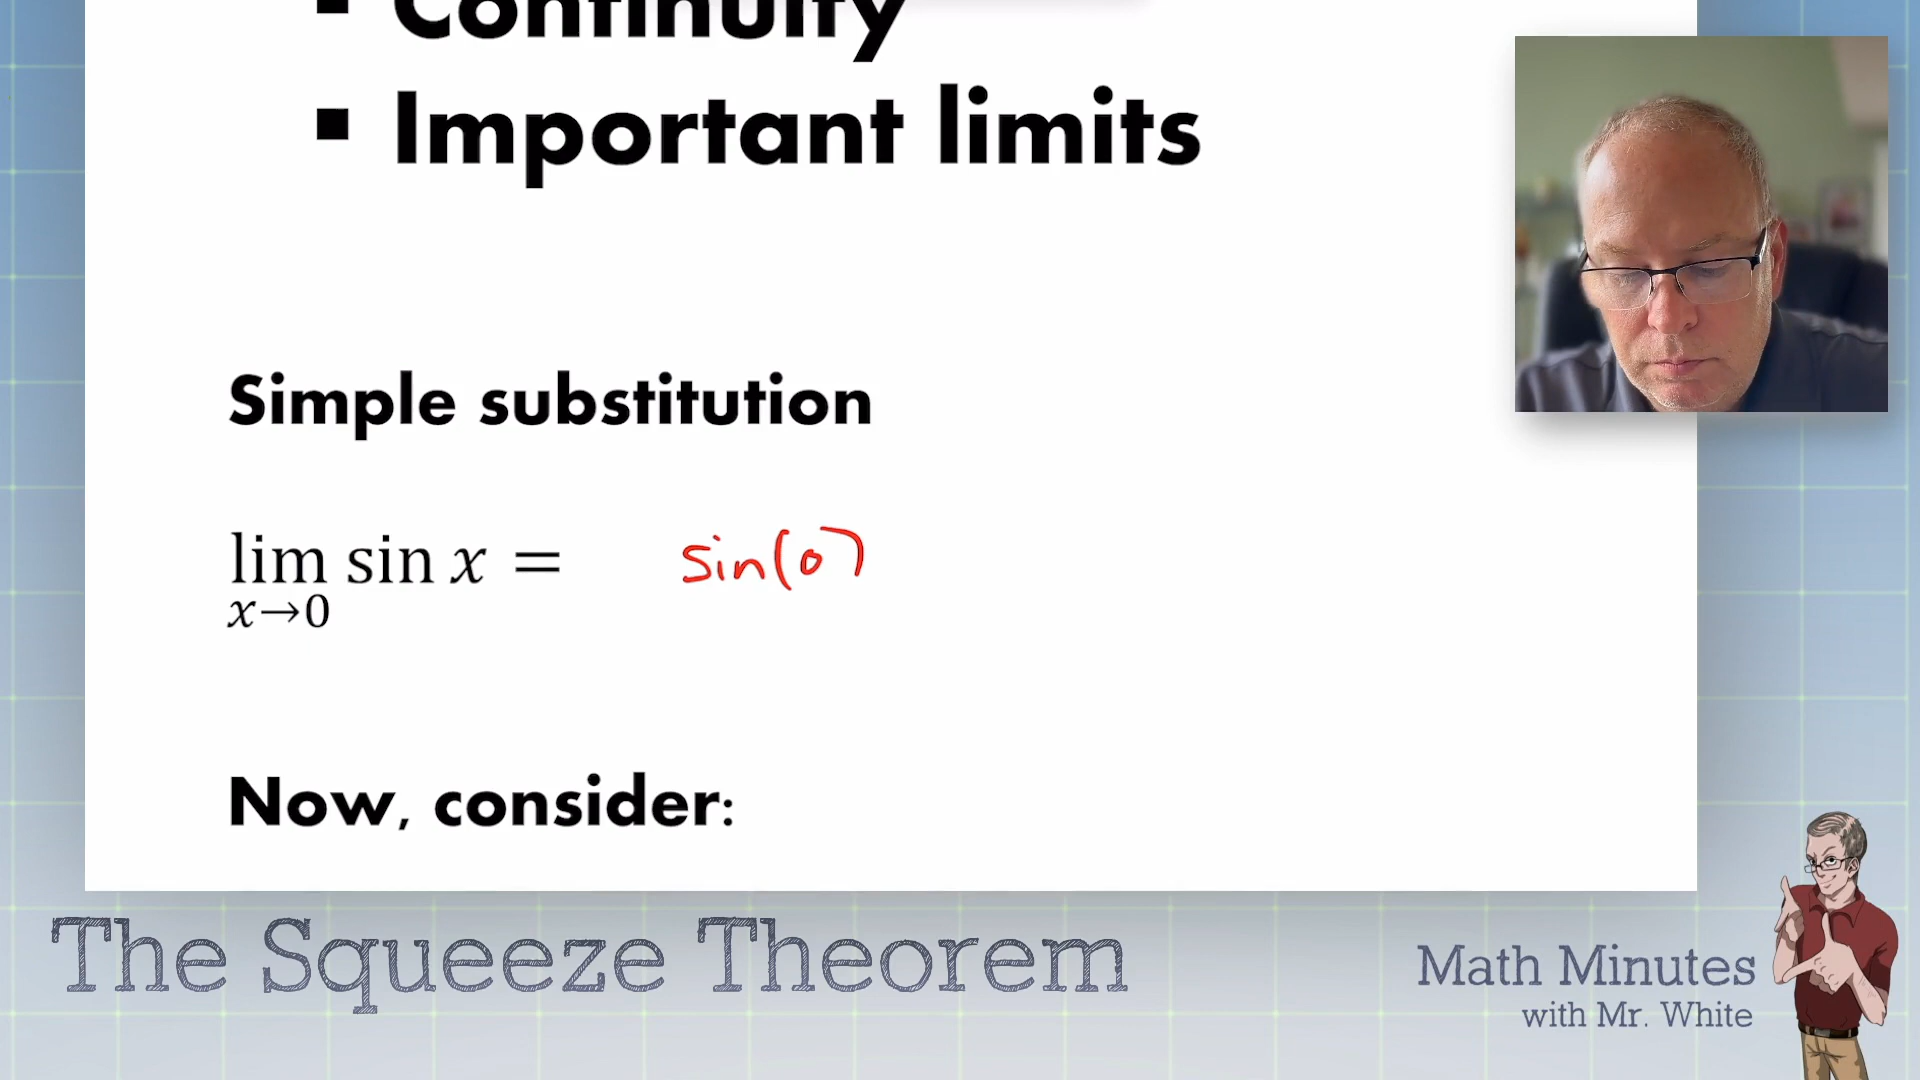 ▪ Continuity
▪ Important limits
Simple substitution
lim sin x = sin(0)
x→0
Now, consider:
The Squeeze Theorem
Math Minutes
with Mr. White